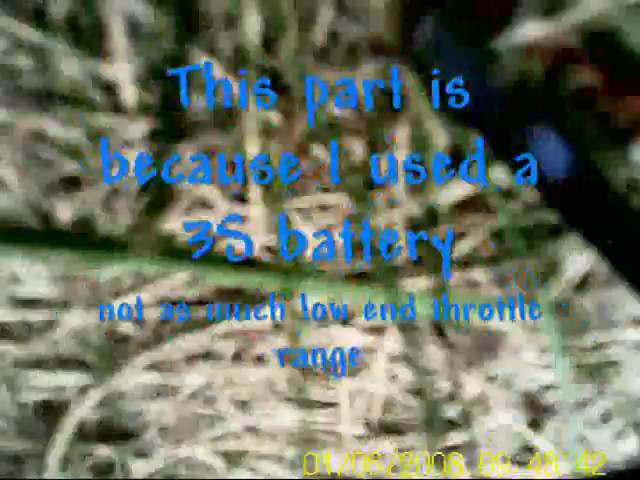 This part is
because I used a
3S battery
not as much low end throttle
range
01/06/2008 09:48:42